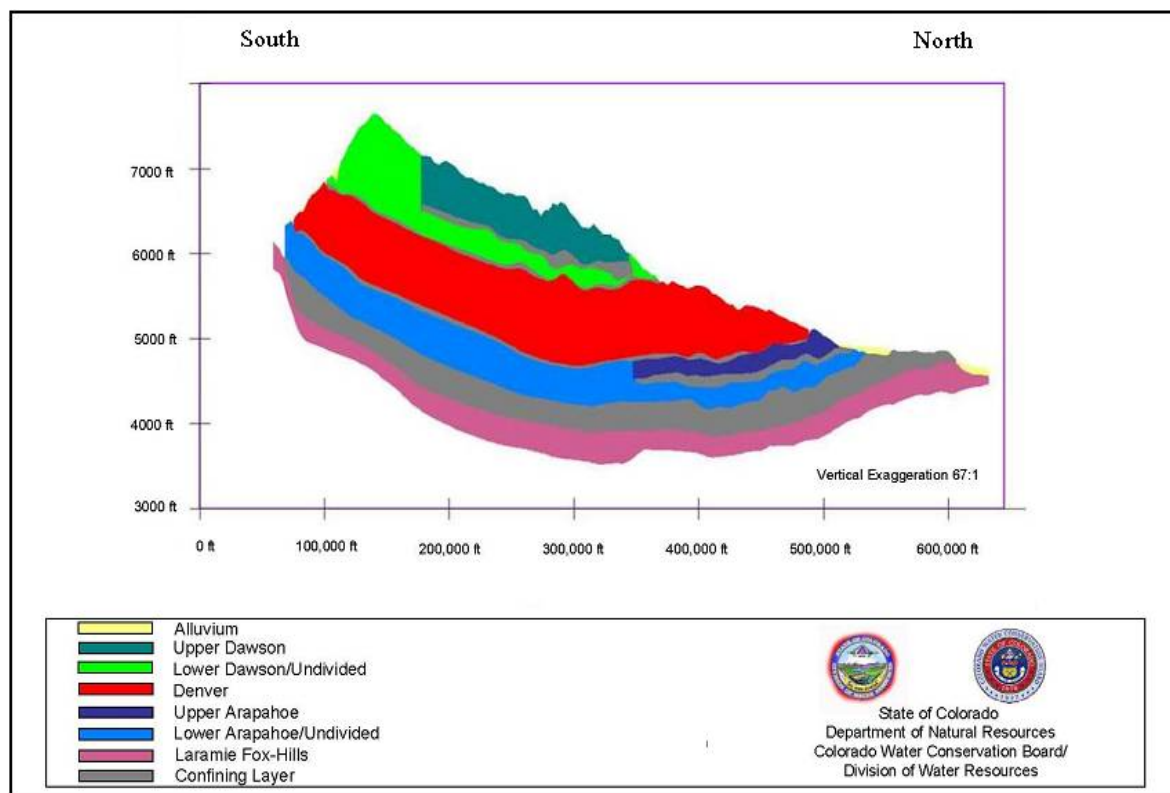 South
North
7000 ft
6000 ft
5000 ft
4000 ft
3000 ft
Vertical Exaggeration 67:1
0 ft
100,000 ft
200,000 ft
300,000 ft
400,000 ft
500,000 ft
600,000 ft
Alluvium
Upper Dawson
Lower Dawson/Undivided
Denver
Upper Arapahoe
Lower Arapahoe/Undivided
Laramie Fox-Hills
Confining Layer
State of Colorado
Department of Natural Resources
Colorado Water Conservation Board/
Division of Water Resources